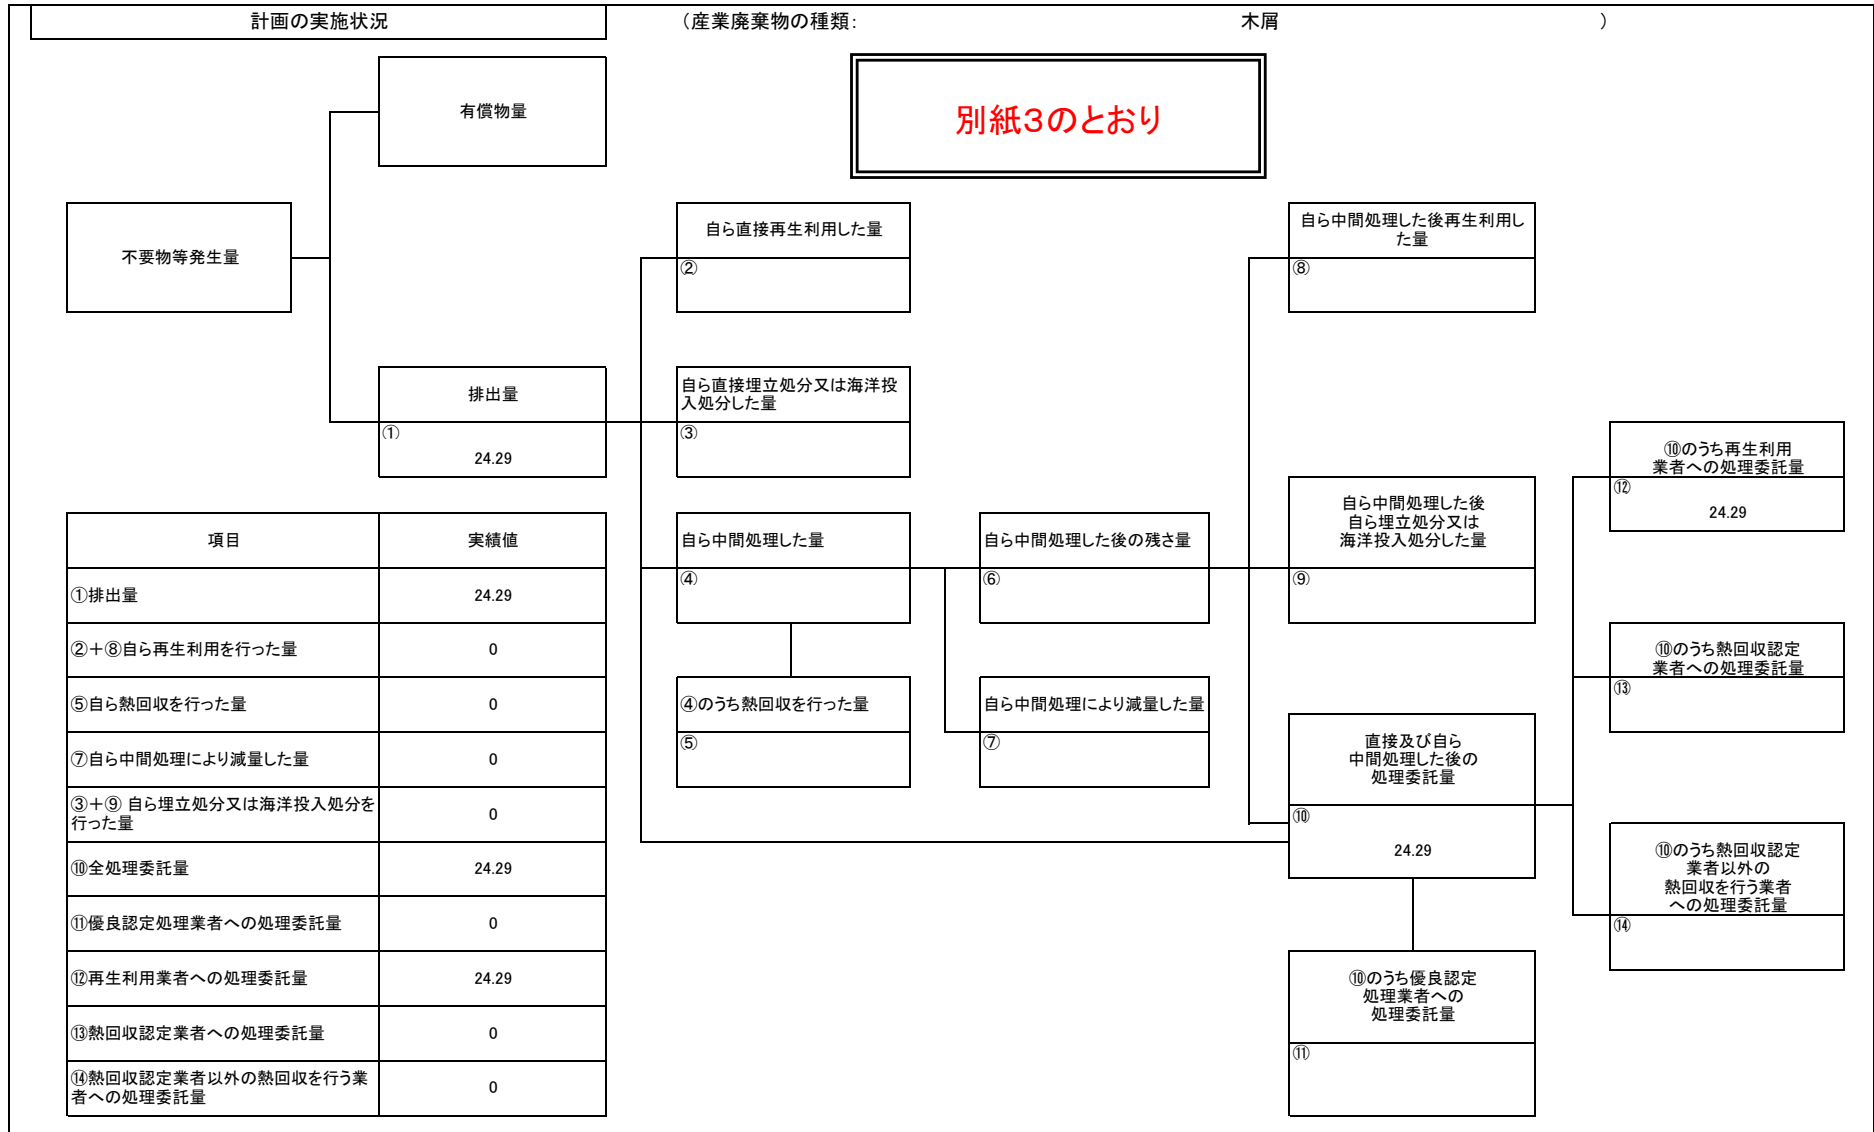 計画の実施状況
（産業廃棄物の種類： 木屑 ）
有償物量
別紙３のとおり
不要物等発生量
自ら直接再生利用した量
②
自ら中間処理した後再生利用し
た量
⑧
排出量
①
24.29
自ら直接埋立処分又は海洋投
入処分した量
③
⑩のうち再生利用
業者への処理委託量
⑫
24.29
項目 実績値
①排出量 24.29
②＋⑧自ら再生利用を行った量 0
⑤自ら熱回収を行った量 0
⑦自ら中間処理により減量した量 0
③＋⑨ 自ら埋立処分又は海洋投入処分を
行った量 0
⑩全処理委託量 24.29
⑪優良認定処理業者への処理委託量 0
⑫再生利用業者への処理委託量 24.29
⑬熱回収認定業者への処理委託量 0
⑭熱回収認定業者以外の熱回収を行う業
者への処理委託量 0
自ら中間処理した量
④
自ら中間処理した後の残さ量
⑥
自ら中間処理した後
自ら埋立処分又は
海洋投入処分した量
⑨
④のうち熱回収を行った量
⑤
自ら中間処理により減量した量
⑦
⑩のうち熱回収認定
業者への処理委託量
⑬
直接及び自ら
中間処理した後の
処理委託量
⑩
24.29
⑩のうち熱回収認定
業者以外の
熱回収を行う業者
への処理委託量
⑭
⑩のうち優良認定
処理業者への
処理委託量
⑪